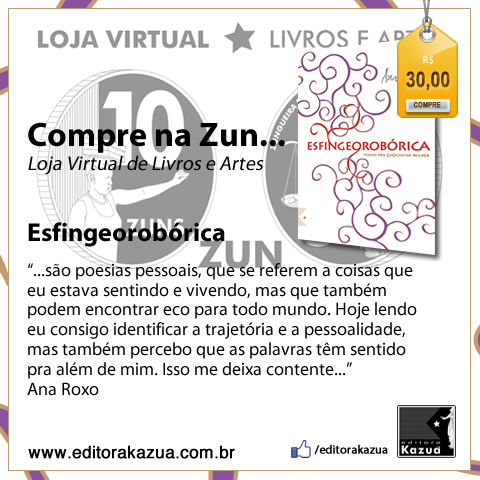 LOJA VIRTUAL ★ LIVROS E
R$
30,00
COMPRE
Compre na Zun...
Loja Virtual de Livros e Artes
10
ZUNS
ZUN
ESFINGEOROBÓRICA
Esfingeorobórica
“...são poesias pessoais, que se referem a coisas que
eu estava sentindo e vivendo, mas que também
podem encontrar eco para todo mundo. Hoje lendo
eu consigo identificar a trajetória e a pessoalidade,
mas também percebo que as palavras têm sentido
pra além de mim. Isso me deixa contente...”
Ana Roxo
www.editorakazua.com.br
/editorakazua
editora
Kazuá